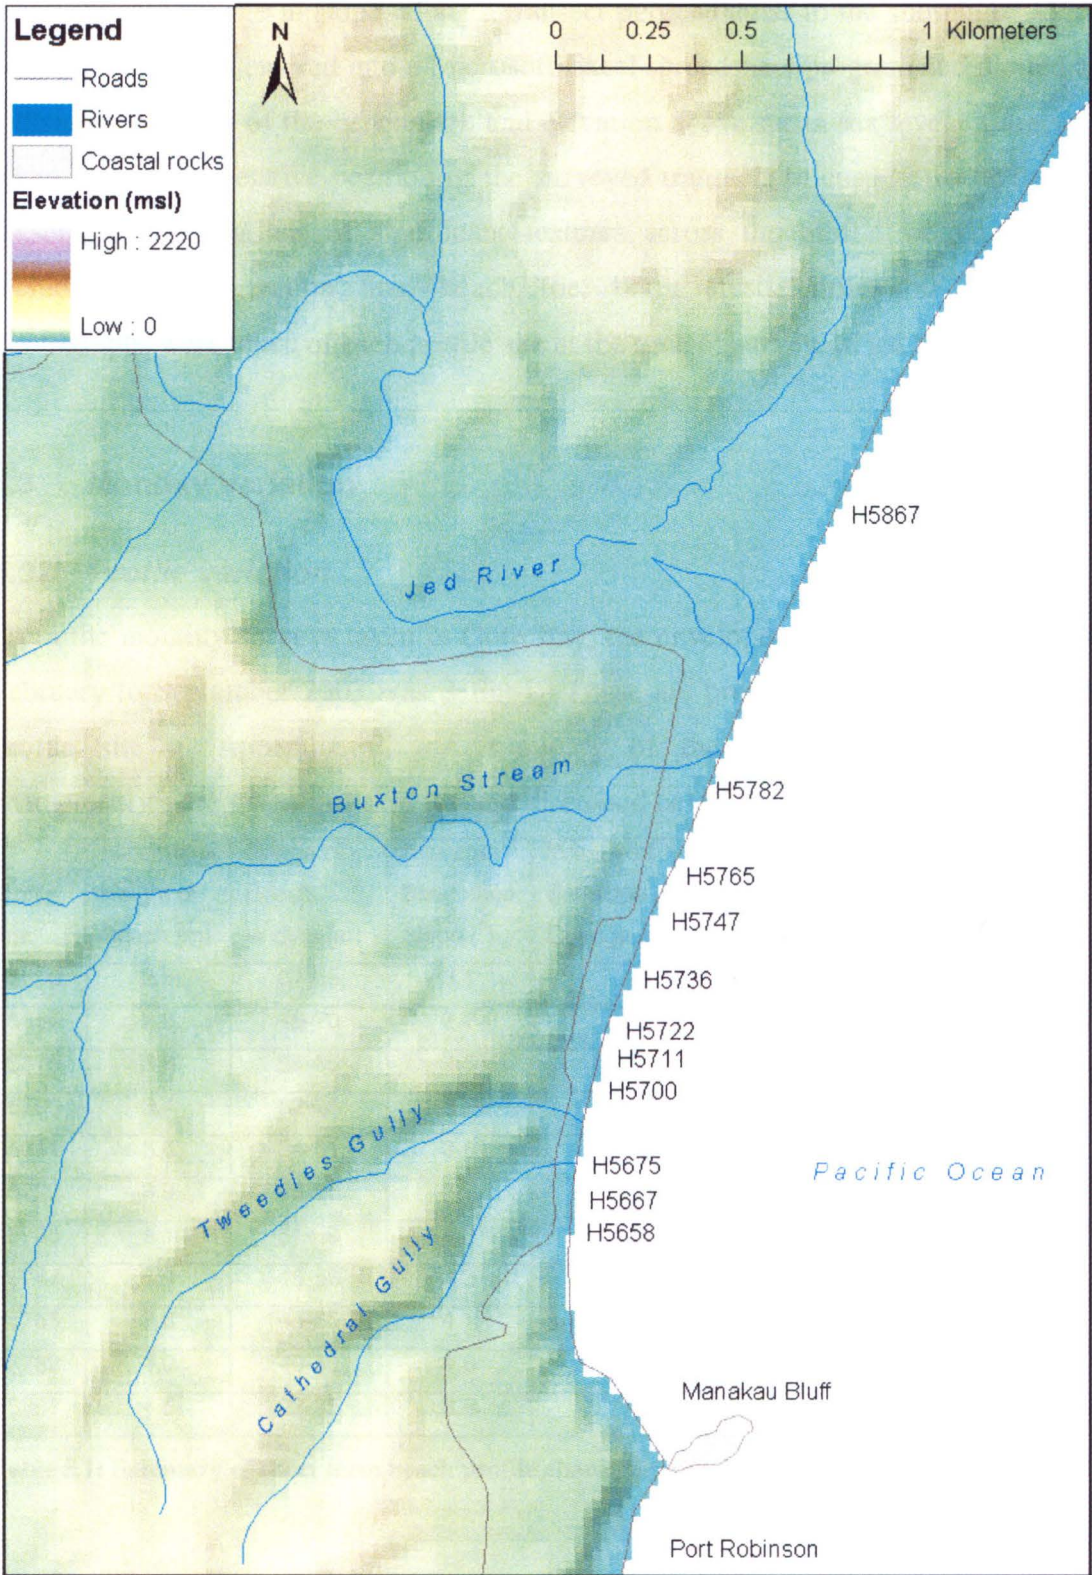 Legend
Roads
Rivers
Coastal rocks
Elevation (msl)
High : 2220
Low : 0
N
0 0.25 0.5 1 Kilometers
H5867
Jed River
Buxton Stream
H5782
H5765
H5747
H5736
H5722
H5711
H5700
Tweedies Gully
H5675
Pacific Ocean
H5667
H5658
Cathedral Gully
Manakau Bluff
Port Robinson